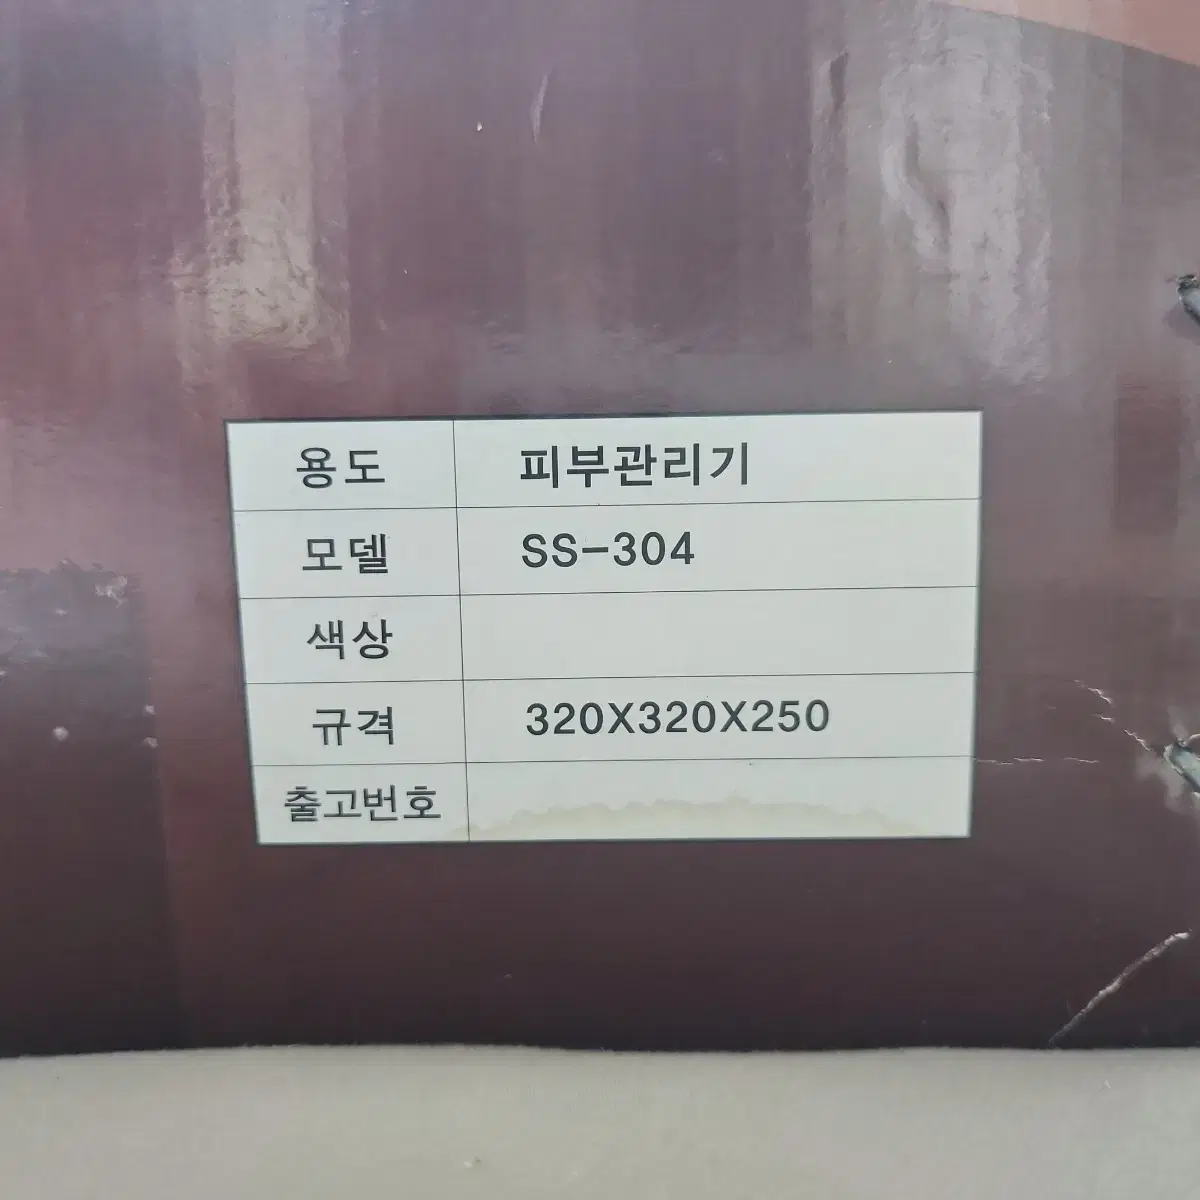 용도 피부관리기
모델 SS-304
색상
규격 320X320X250
출고번호